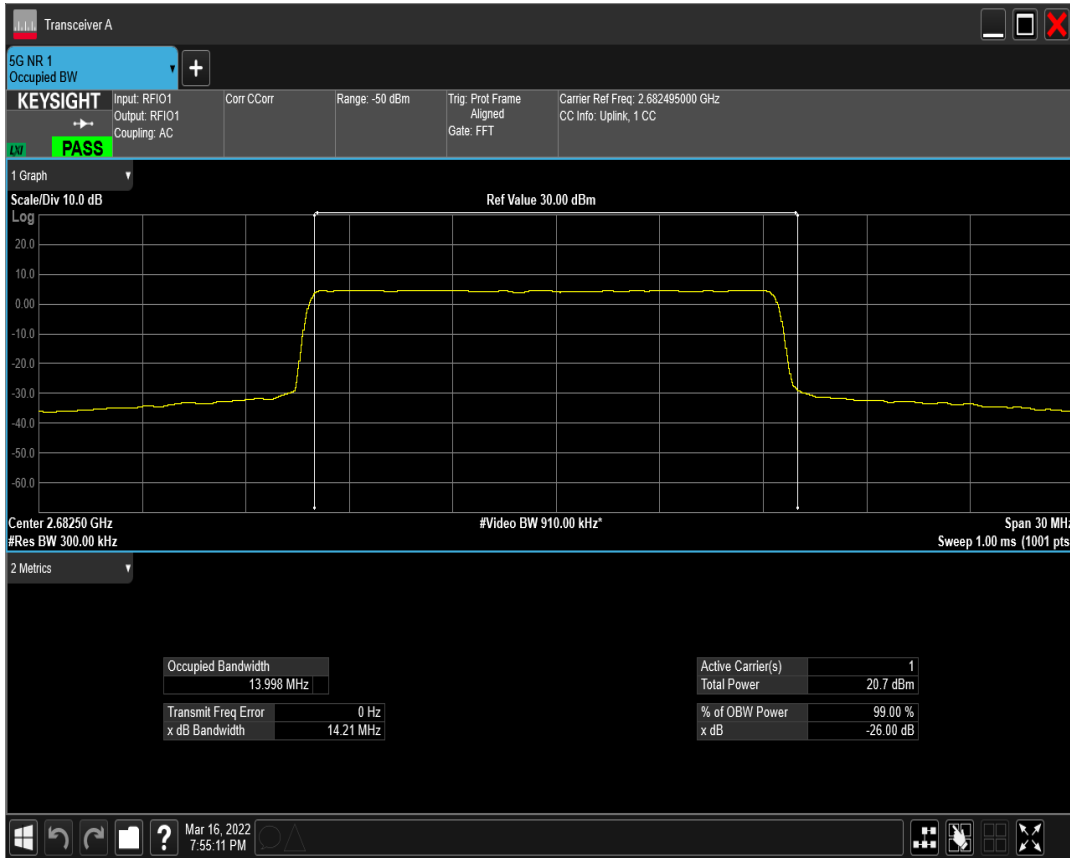 Transceiver A
5G NR 1
Occupied BW
KEYSIGHT
LXI
PASS
Input: RFIO1
Output: RFIO1
Coupling: AC
Corr CCorr
Range: -50 dBm
Trig: Prot Frame
Aligned
Gate: FFT
Carrier Ref Freq: 2.682495000 GHz
CC Info: Uplink, 1 CC
1 Graph
Scale/Div 10.0 dB
Ref Value 30.00 dBm
Log
20.0
10.0
0.00
-10.0
-20.0
-30.0
-40.0
-50.0
-60.0
Center 2.68250 GHz
#Video BW 910.00 kHz*
Span 30 MHz
#Res BW 300.00 kHz
Sweep 1.00 ms (1001 pts
2 Metrics
Occupied Bandwidth
13.998 MHz
Transmit Freq Error 0 Hz
x dB Bandwidth 14.21 MHz
Active Carrier(s) 1
Total Power 20.7 dBm
% of OBW Power 99.00 %
x dB -26.00 dB
?
Mar 16, 2022
7:55:11 PM